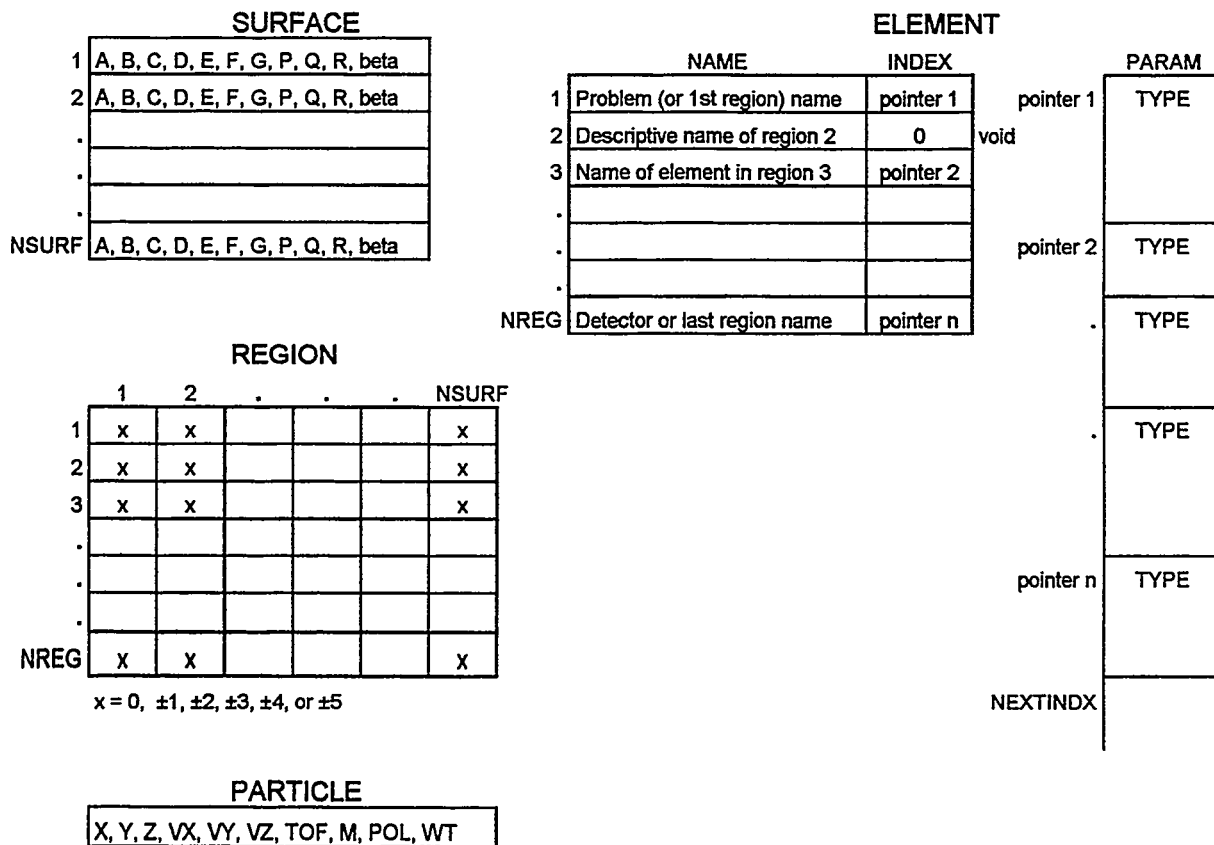 SURFACE
1 A, B, C, D, E, F, G, P, Q, R, beta
2 A, B, C, D, E, F, G, P, Q, R, beta
.
.
.
NSURF A, B, C, D, E, F, G, P, Q, R, beta
ELEMENT
NAME INDEX
1 Problem (or 1st region) name pointer 1
2 Descriptive name of region 2 0 void
3 Name of element in region 3 pointer 2
.
.
.
NREG Detector or last region name pointer n
PARAM
pointer 1 TYPE
pointer 2 TYPE
. TYPE
. TYPE
pointer n TYPE
NEXTINDX
REGION
1 2 . . . NSURF
1 x x x
2 x x x
3 x x x
.
.
.
NREG x x x
x = 0, ±1, ±2, ±3, ±4, or ±5
PARTICLE
X, Y, Z, VX, VY, VZ, TOF, M, POL, WT